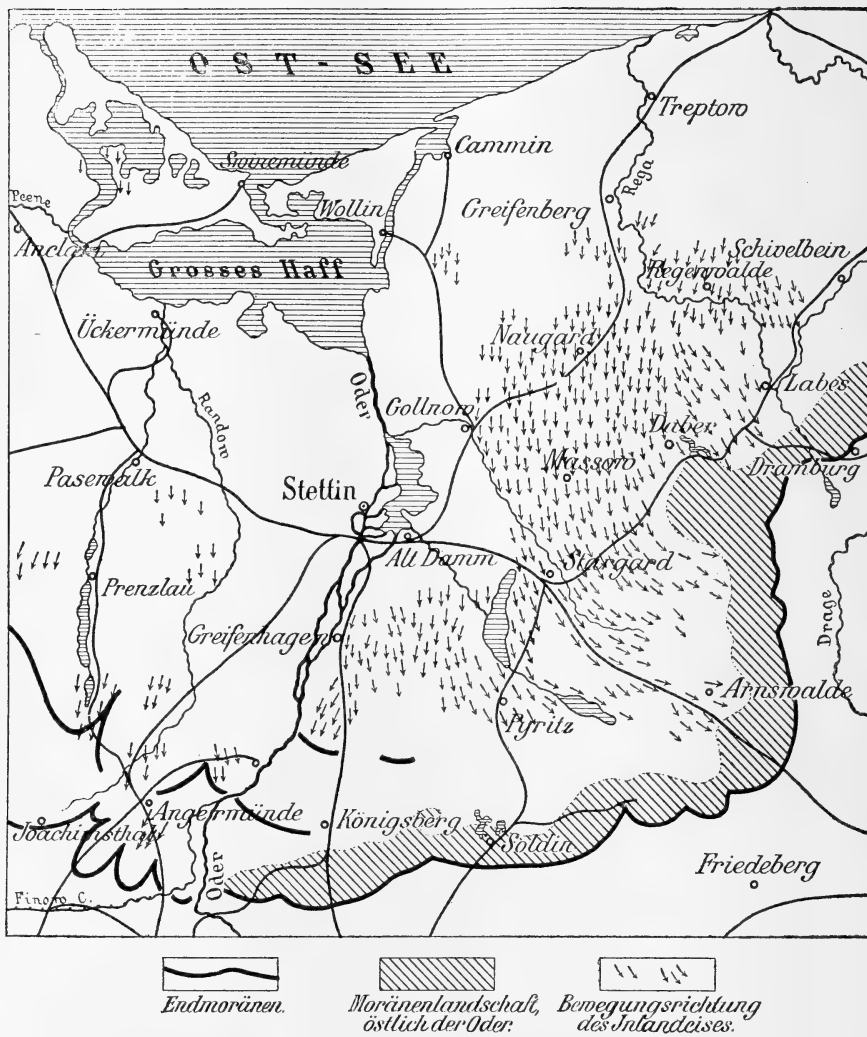 OST-SEE
Treptow
Cammin
Swinemünde
Rega
Peene
Wollin
Greifenberg
Anclam
Schivelbein
Grosses Haff
Regenwalde
Ückermünde
Naugard
Oder
Labes
Randow
Gollnow
Daber
Dramburg
Pasewalk
Massow
Stettin
Alt Damm
Stargard
Prenzlau
Drage
Greifenhagen
Arnswalde
Pyritz
Angermünde
Königsberg
Joachimsthal
Soldin
Oder
Friedeberg
Finow C.
Endmoränen.
Moränenlandschaft,
östlich der Oder.
Bewegungsrichtung
des Inlandeises.